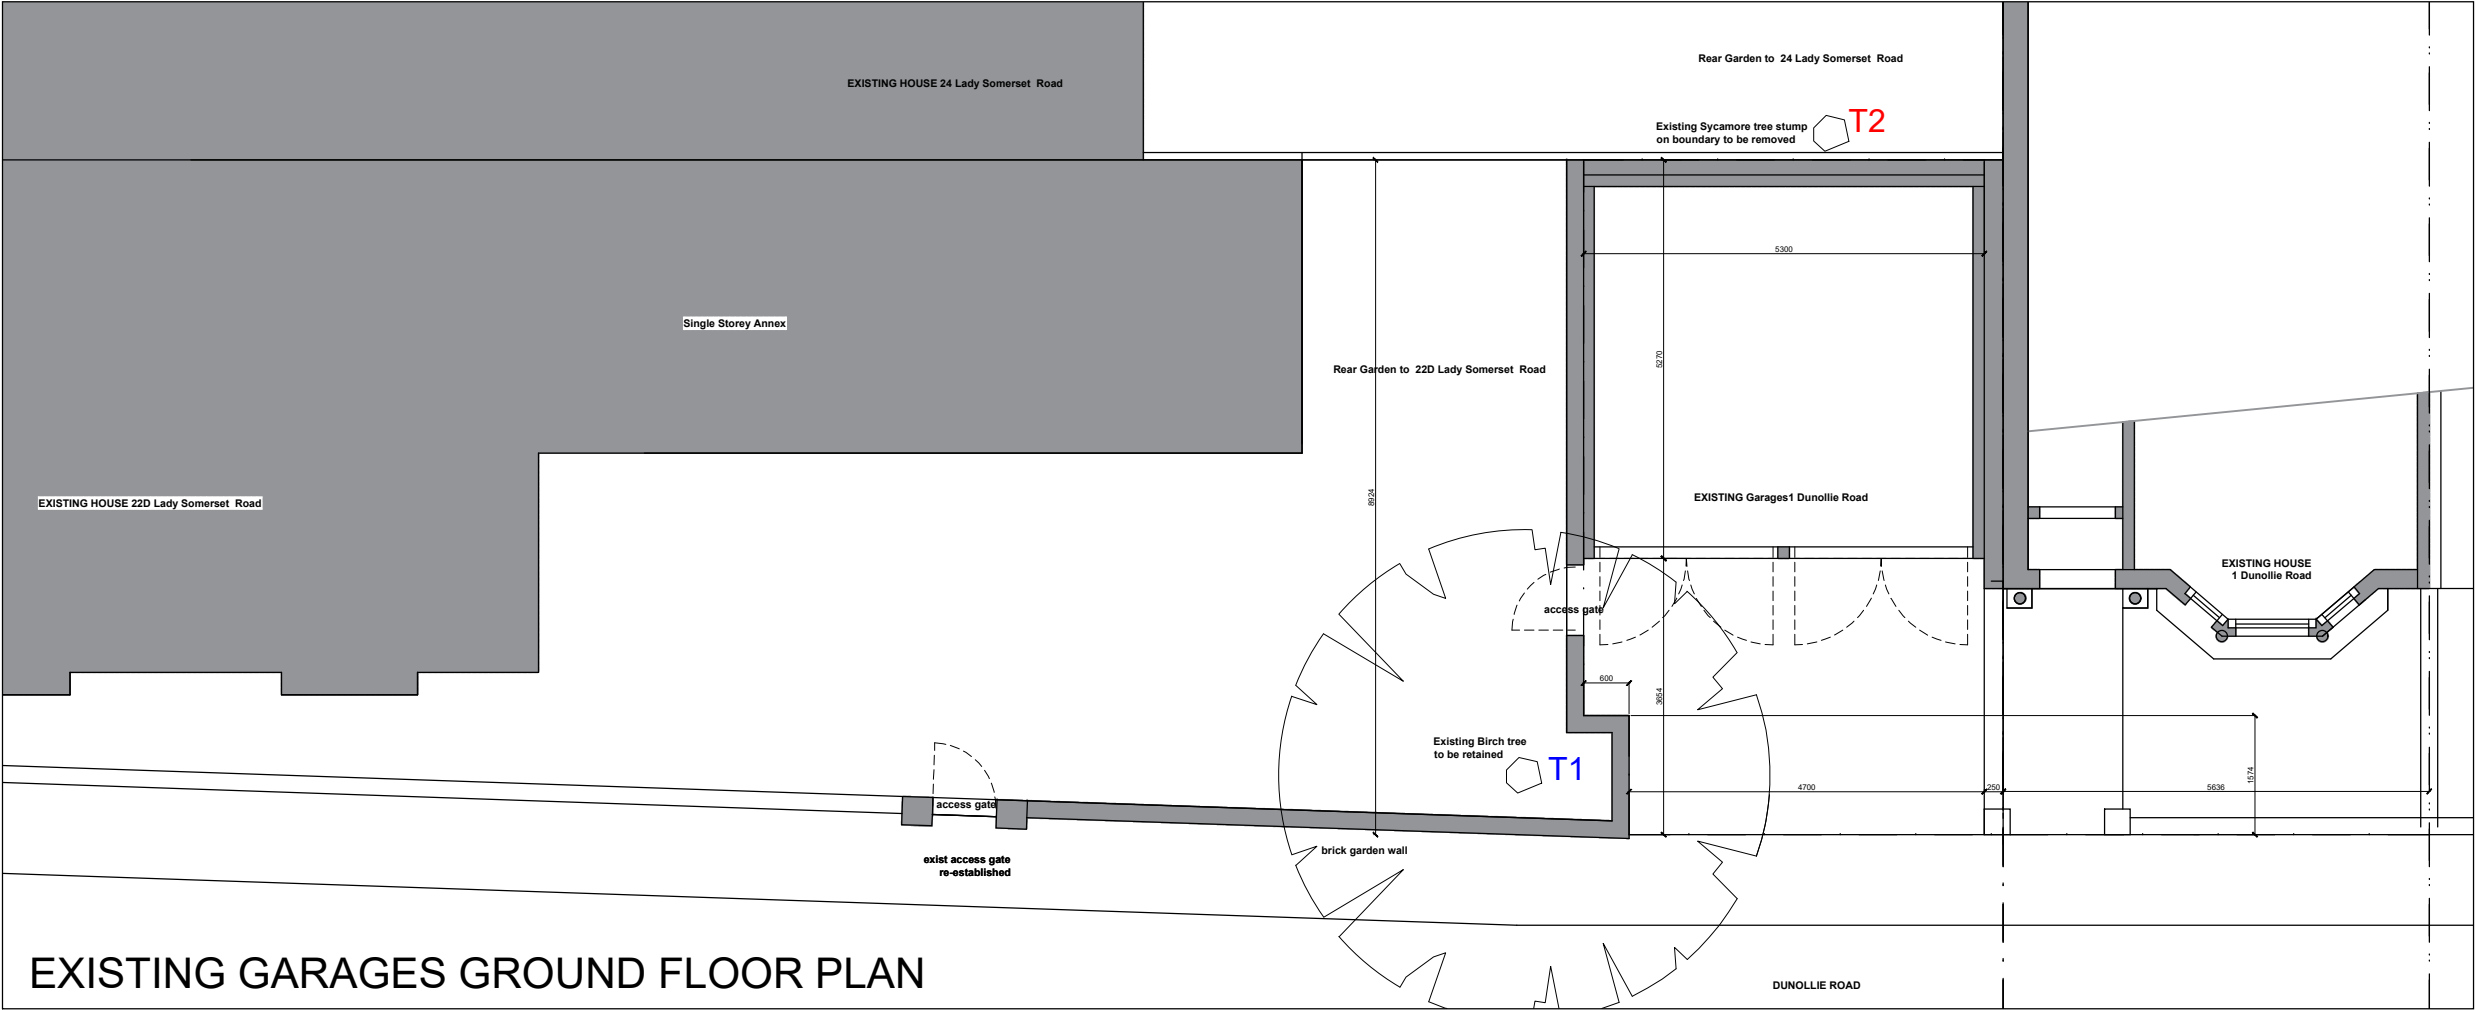 Rear Garden to 24 Lady Somerset Road
EXISTING HOUSE 24 Lady Somerset Road
T2
Existing Sycamore tree stump
on boundary to be removed
5300
Single Storey Annex
5270
Rear Garden to 22D Lady Somerset Road
8924
EXISTING Garages1 Dunollie Road
EXISTING HOUSE 22D Lady Somerset Road
EXISTING HOUSE
1 Dunollie Road
access gate
600
3654
Existing Birch tree
to be retained
T1
1574
4700
250
5636
access gate
brick garden wall
exist access gate
re-established
EXISTING GARAGES GROUND FLOOR PLAN
DUNOLLIE ROAD